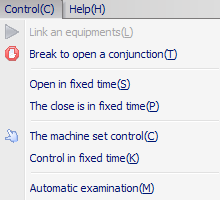 Control(C) Help(H)
Link an equipments(L)
Break to open a conjunction(T)
Open in fixed time(S)
The close is in fixed time(P)
The machine set control(C)
Control in fixed time(K)
Automatic examination(M)